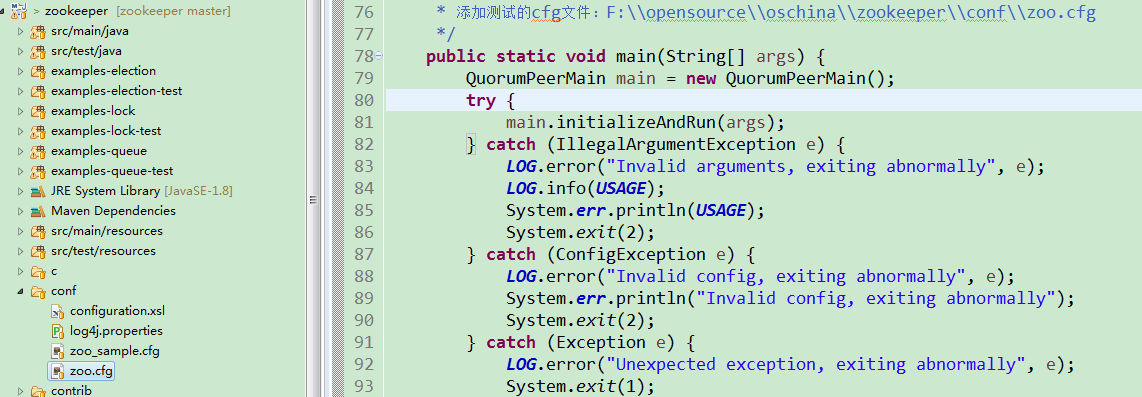 > zookeeper [zookeeper master]
src/main/java
src/test/java
examples-election
examples-election-test
examples-lock
examples-lock-test
examples-queue
examples-queue-test
JRE System Library [JavaSE-1.8]
Maven Dependencies
src/main/resources
src/test/resources
c
conf
configuration.xsl
log4j.properties
zoo_sample.cfg
zoo.cfg
contrib
76 * 添加测试的cfg文件：F:\\opensource\\oschina\\zookeeper\\conf\\zoo.cfg
77 */
78 public static void main(String[] args) {
79 QuorumPeerMain main = new QuorumPeerMain();
80 try {
81 main.initializeAndRun(args);
82 } catch (IllegalArgumentException e) {
83 LOG.error("Invalid arguments, exiting abnormally", e);
84 LOG.info(USAGE);
85 System.err.println(USAGE);
86 System.exit(2);
87 } catch (ConfigException e) {
88 LOG.error("Invalid config, exiting abnormally", e);
89 System.err.println("Invalid config, exiting abnormally");
90 System.exit(2);
91 } catch (Exception e) {
92 LOG.error("Unexpected exception, exiting abnormally", e);
93 System.exit(1);